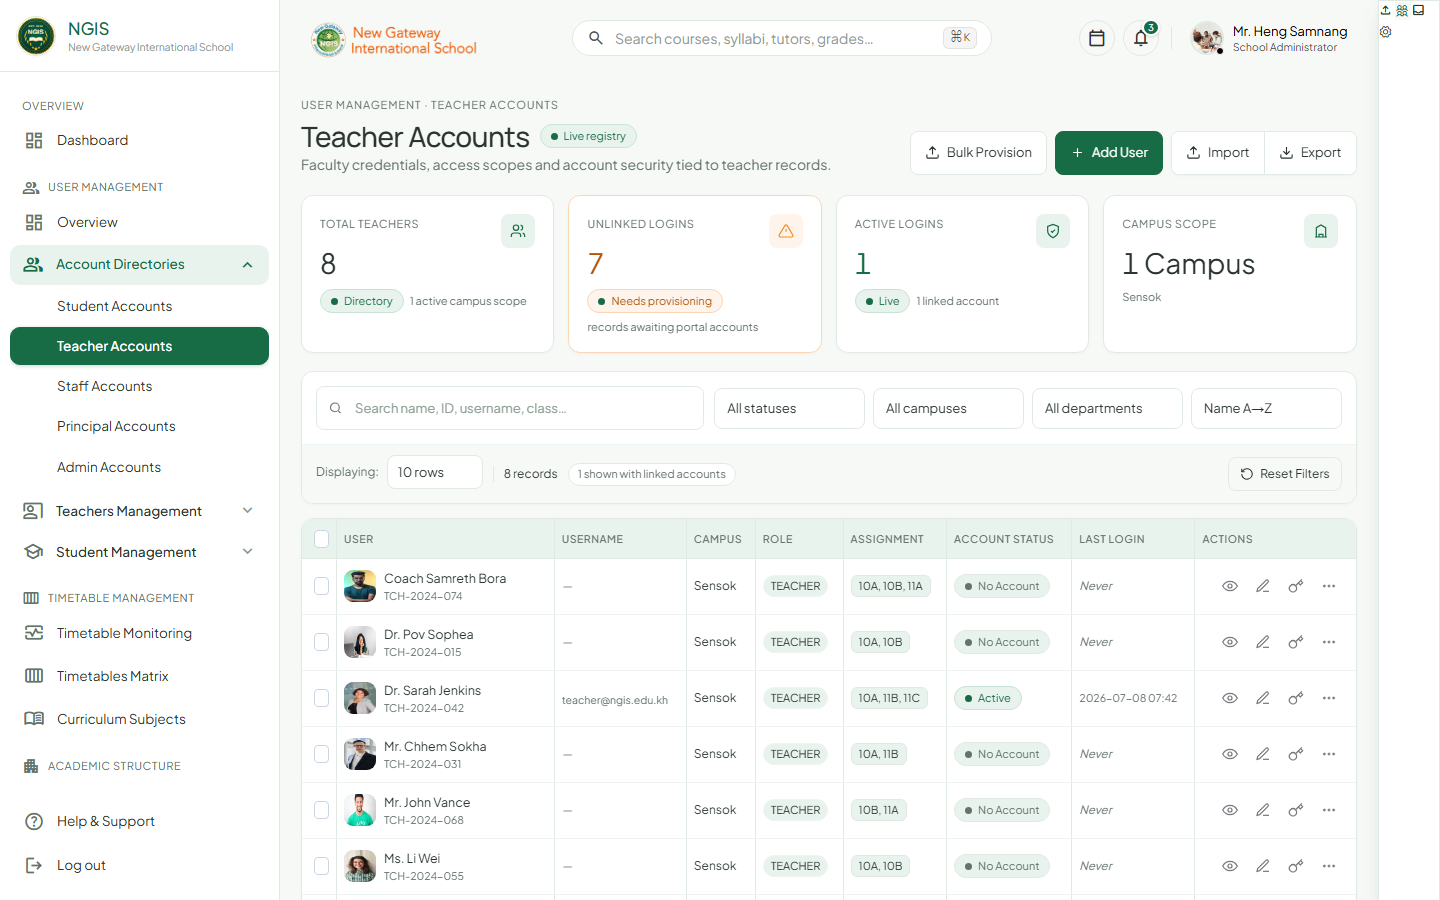 NGIS
New Gateway International School
OVERVIEW
Dashboard
USER MANAGEMENT
Overview
Account Directories
Student Accounts
Teacher Accounts
Staff Accounts
Principal Accounts
Admin Accounts
Teachers Management
Student Management
TIMETABLE MANAGEMENT
Timetable Monitoring
Timetables Matrix
Curriculum Subjects
ACADEMIC STRUCTURE
Help & Support
Log out
New Gateway
International School
Search courses, syllabi, tutors, grades...
⌘K
3
Mr. Heng Samnang
School Administrator
USER MANAGEMENT · TEACHER ACCOUNTS
Teacher Accounts
Live registry
Faculty credentials, access scopes and account security tied to teacher records.
Bulk Provision
+ Add User
Import
Export
TOTAL TEACHERS
8
Directory
1 active campus scope
UNLINKED LOGINS
7
Needs provisioning
records awaiting portal accounts
ACTIVE LOGINS
1
Live
1 linked account
CAMPUS SCOPE
1 Campus
Sensok
Search name, ID, username, class...
All statuses
All campuses
All departments
Name A→Z
Displaying:
10 rows
8 records
1 shown with linked accounts
Reset Filters
USER USERNAME CAMPUS ROLE ASSIGNMENT ACCOUNT STATUS LAST LOGIN ACTIONS
Coach Samreth Bora
TCH-2024-074
— Sensok TEACHER 10A, 10B, 11A No Account Never
Dr. Pov Sophea
TCH-2024-015
— Sensok TEACHER 10A, 10B No Account Never
Dr. Sarah Jenkins
TCH-2024-042
teacher@ngis.edu.kh Sensok TEACHER 10A, 11B, 11C Active 2026-07-08 07:42
Mr. Chhem Sokha
TCH-2024-031
— Sensok TEACHER 10A, 11B No Account Never
Mr. John Vance
TCH-2024-068
— Sensok TEACHER 10B, 11A No Account Never
Ms. Li Wei
TCH-2024-055
— Sensok TEACHER 10A, 10B No Account Never